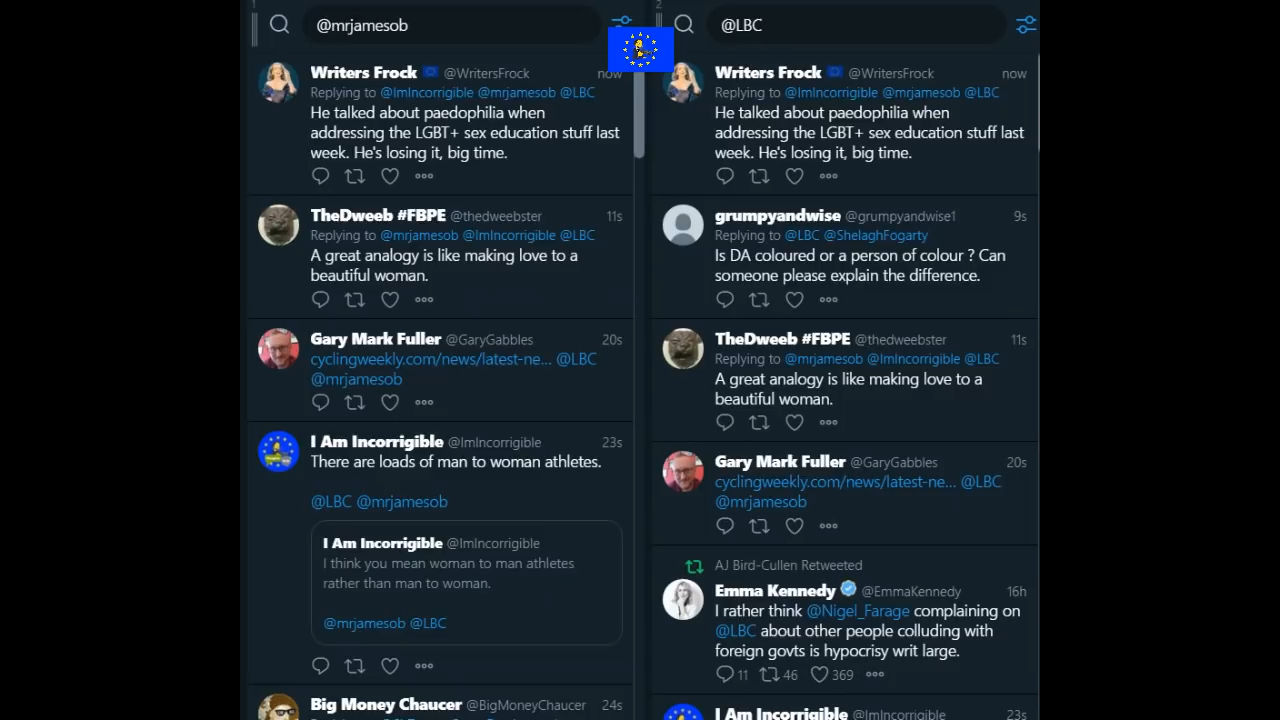 1
@mrjamesob
Writers Frock @WritersFrock now
Replying to @ImIncorrigible @mrjamesob @LBC
He talked about paedophilia when
addressing the LGBT+ sex education stuff last
week. He's losing it, big time.
TheDweeb #FBPE @thedweebster 11s
Replying to @mrjamesob @ImIncorrigible @LBC
A great analogy is like making love to a
beautiful woman.
Gary Mark Fuller @GaryGabbles 20s
cyclingweekly.com/news/latest-ne... @LBC
@mrjamesob
I Am Incorrigible @ImIncorrigible 23s
There are loads of man to woman athletes.
@LBC @mrjamesob
I Am Incorrigible @ImIncorrigible
I think you mean woman to man athletes
rather than man to woman.
@mrjamesob @LBC
Big Money Chaucer @BigMoneyChaucer 24s
2
@LBC
Writers Frock @WritersFrock now
Replying to @ImIncorrigible @mrjamesob @LBC
He talked about paedophilia when
addressing the LGBT+ sex education stuff last
week. He's losing it, big time.
grumpyandwise @grumpyandwise1 9s
Replying to @LBC @ShelaghFogarty
Is DA coloured or a person of colour ? Can
someone please explain the difference.
TheDweeb #FBPE @thedweebster 11s
Replying to @mrjamesob @ImIncorrigible @LBC
A great analogy is like making love to a
beautiful woman.
Gary Mark Fuller @GaryGabbles 20s
cyclingweekly.com/news/latest-ne... @LBC
@mrjamesob
AJ Bird-Cullen Retweeted
Emma Kennedy @EmmaKennedy 16h
I rather think @Nigel_Farage complaining on
@LBC about other people colluding with
foreign govts is hypocrisy writ large.
11 46 369
I Am Incorrigible @ImIncorrigible 23s